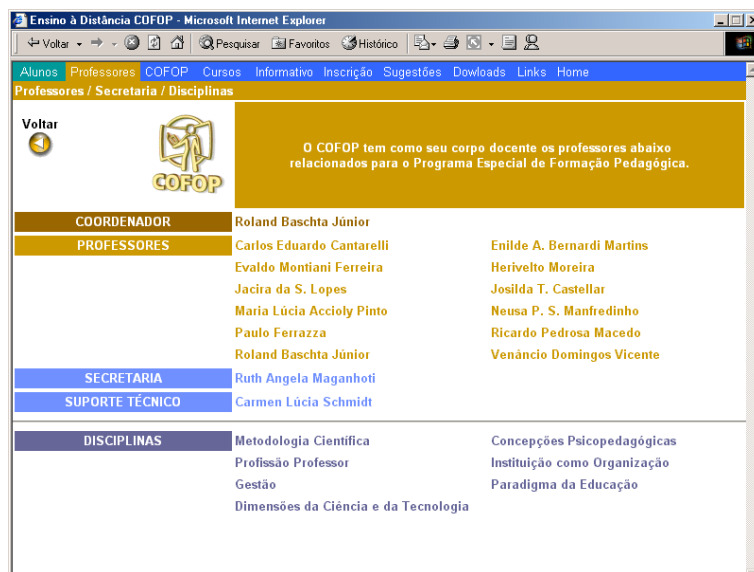 Ensino à Distância COFOP - Microsoft Internet Explorer
Voltar Pesquisar Favoritos Histórico
Alunos Professores COFOP Cursos Informativo Inscrição Sugestões Dowloads Links Home
Professores / Secretaria / Disciplinas
Voltar
COFOP
O COFOP tem como seu corpo docente os professores abaixo
relacionados para o Programa Especial de Formação Pedagógica.
COORDENADOR Roland Baschta Júnior
PROFESSORES Carlos Eduardo Cantarelli Enilde A. Bernardi Martins
Evaldo Montiani Ferreira Herivelto Moreira
Jacira da S. Lopes Josilda T. Castellar
Maria Lúcia Accioly Pinto Neusa P. S. Manfredinho
Paulo Ferrazza Ricardo Pedrosa Macedo
Roland Baschta Júnior Venâncio Domingos Vicente
SECRETARIA Ruth Angela Maganhoti
SUPORTE TÉCNICO Carmen Lúcia Schmidt
DISCIPLINAS Metodologia Científica Concepções Psicopedagógicas
Profissão Professor Instituição como Organização
Gestão Paradigma da Educação
Dimensões da Ciência e da Tecnologia